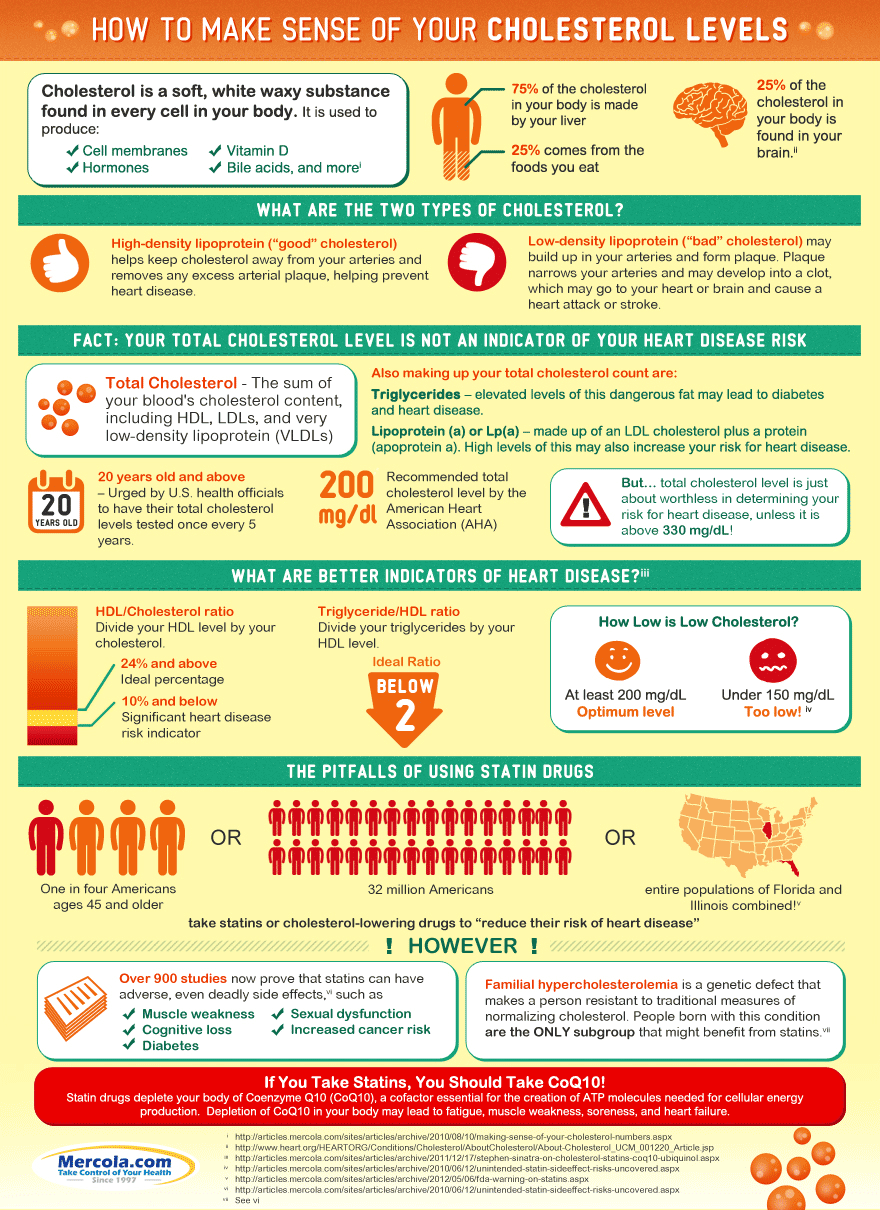 HOW TO MAKE SENSE OF YOUR CHOLESTEROL LEVELS
Cholesterol is a soft, white waxy substance
found in every cell in your body. It is used to
produce:
Cell membranes
Hormones
Vitamin D
Bile acids, and more i
75% of the cholesterol
in your body is made
by your liver
25% comes from the
foods you eat
25% of the
cholesterol in
your body is
found in your
brain. ii
WHAT ARE THE TWO TYPES OF CHOLESTEROL?
High-density lipoprotein (“good” cholesterol)
helps keep cholesterol away from your arteries and
removes any excess arterial plaque, helping prevent
heart disease.
Low-density lipoprotein (“bad” cholesterol) may
build up in your arteries and form plaque. Plaque
narrows your arteries and may develop into a clot,
which may go to your heart or brain and cause a
heart attack or stroke.
FACT: YOUR TOTAL CHOLESTEROL LEVEL IS NOT AN INDICATOR OF YOUR HEART DISEASE RISK
Total Cholesterol - The sum of
your blood's cholesterol content,
including HDL, LDLs, and very
low-density lipoprotein (VLDLs)
Also making up your total cholesterol count are:
Triglycerides – elevated levels of this dangerous fat may lead to diabetes
and heart disease.
Lipoprotein (a) or Lp(a) – made up of an LDL cholesterol plus a protein
(apoprotein a). High levels of this may also increase your risk for heart disease.
20
YEARS OLD
20 years old and above
– Urged by U.S. health officials
to have their total cholesterol
levels tested once every 5
years.
200
mg/dl
Recommended total
cholesterol level by the
American Heart
Association (AHA)
!
But... total cholesterol level is just
about worthless in determining your
risk for heart disease, unless it is
above 330 mg/dL!
WHAT ARE BETTER INDICATORS OF HEART DISEASE? iii
HDL/Cholesterol ratio
Divide your HDL level by your
cholesterol.
24% and above
Ideal percentage
10% and below
Significant heart disease
risk indicator
Triglyceride/HDL ratio
Divide your triglycerides by your
HDL level.
Ideal Ratio
BELOW
2
How Low is Low Cholesterol?
At least 200 mg/dL
Optimum level
Under 150 mg/dL
Too low! iv
THE PITFALLS OF USING STATIN DRUGS
One in four Americans
ages 45 and older
OR
32 million Americans
OR
entire populations of Florida and
Illinois combined! v
take statins or cholesterol-lowering drugs to “reduce their risk of heart disease”
! HOWEVER !
Over 900 studies now prove that statins can have
adverse, even deadly side effects, vi such as
Muscle weakness
Cognitive loss
Diabetes
Sexual dysfunction
Increased cancer risk
Familial hypercholesterolemia is a genetic defect that
makes a person resistant to traditional measures of
normalizing cholesterol. People born with this condition
are the ONLY subgroup that might benefit from statins. vii
If You Take Statins, You Should Take CoQ10!
Statin drugs deplete your body of Coenzyme Q10 (CoQ10), a cofactor essential for the creation of ATP molecules needed for cellular energy
production. Depletion of CoQ10 in your body may lead to fatigue, muscle weakness, soreness, and heart failure.
Mercola.com
Take Control of Your Health
Since 1997
i http://articles.mercola.com/sites/articles/archive/2010/08/10/making-sense-of-your-cholesterol-numbers.aspx
ii http://www.heart.org/HEARTORG/Conditions/Cholesterol/AboutCholesterol/About-Cholesterol_UCM_001220_Article.jsp
iii http://articles.mercola.com/sites/articles/archive/2011/12/17/stephen-sinatra-on-cholesterol-statins-coq10-ubiquinol.aspx
iv http://articles.mercola.com/sites/articles/archive/2010/06/12/unintended-statin-sideeffect-risks-uncovered.aspx
v http://articles.mercola.com/sites/articles/archive/2012/05/06/fda-warning-on-statins.aspx
vi http://articles.mercola.com/sites/articles/archive/2010/06/12/unintended-statin-sideeffect-risks-uncovered.aspx
vii See vi